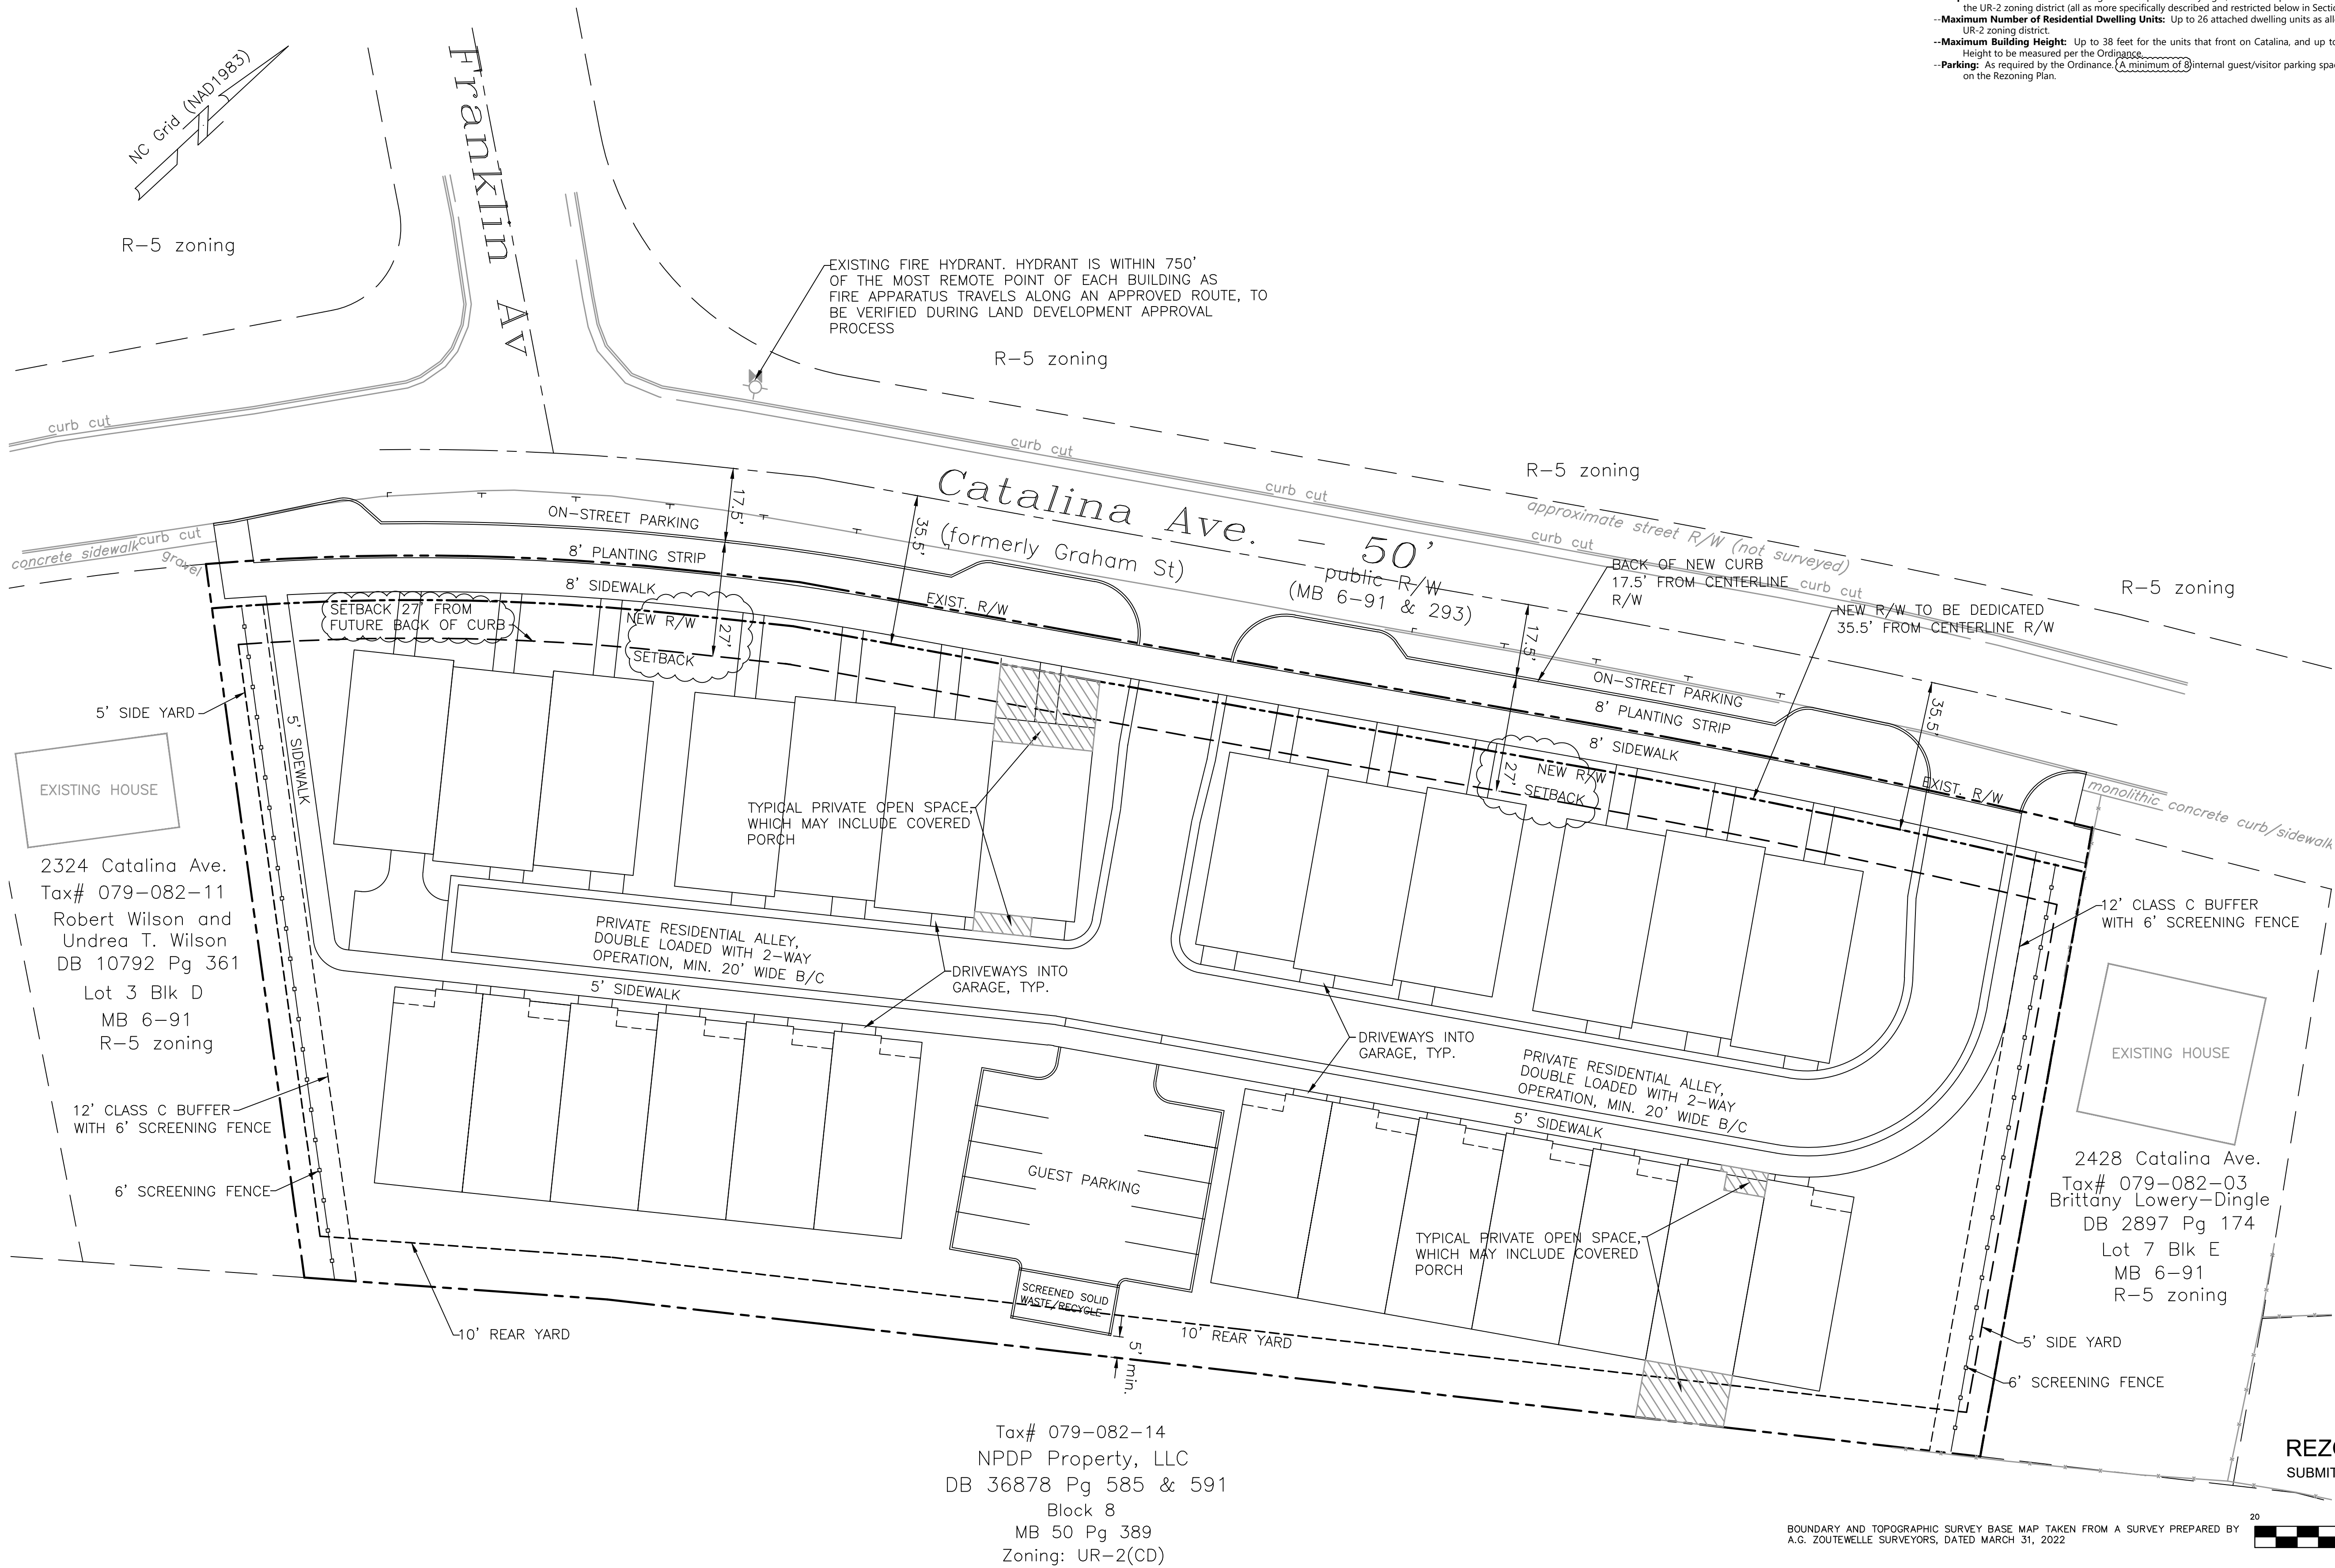 the UR-2 zoning district (all as more specifically described and restricted below in Secti
--Maximum Number of Residential Dwelling Units: Up to 26 attached dwelling units as all
UR-2 zoning district.
--Maximum Building Height: Up to 38 feet for the units that front on Catalina, and up to
Height to be measured per the Ordinance.
--Parking: As required by the Ordinance. A minimum of 8 internal guest/visitor parking spac
on the Rezoning Plan.
NC Grid (NAD1983)
N
Franklin Av
R-5 zoning
EXISTING FIRE HYDRANT. HYDRANT IS WITHIN 750'
OF THE MOST REMOTE POINT OF EACH BUILDING AS
FIRE APPARATUS TRAVELS ALONG AN APPROVED ROUTE, TO
BE VERIFIED DURING LAND DEVELOPMENT APPROVAL
PROCESS
R-5 zoning
R-5 zoning
R-5 zoning
curb cut
curb cut
curb cut
curb cut
curb cut
curb cut
approximate street R/W (not surveyed)
Catalina Ave. - 50'
(formerly Graham St)
public R/W
(MB 6-91 & 293)
concrete sidewalk
gravel
17.5'
35.5'
ON-STREET PARKING
8' PLANTING STRIP
8' SIDEWALK
EXIST. R/W
SETBACK 27' FROM
FUTURE BACK OF CURB
NEW R/W
27'
SETBACK
BACK OF NEW CURB
17.5' FROM CENTERLINE
R/W
NEW R/W TO BE DEDICATED
35.5' FROM CENTERLINE R/W
17.5'
35.5'
ON-STREET PARKING
8' PLANTING STRIP
8' SIDEWALK
EXIST. R/W
NEW R/W
27'
SETBACK
monolithic concrete curb/sidewalk
5' SIDE YARD
5' SIDEWALK
EXISTING HOUSE
2324 Catalina Ave.
Tax# 079-082-11
Robert Wilson and
Undrea T. Wilson
DB 10792 Pg 361
Lot 3 Blk D
MB 6-91
R-5 zoning
12' CLASS C BUFFER
WITH 6' SCREENING FENCE
6' SCREENING FENCE
TYPICAL PRIVATE OPEN SPACE,
WHICH MAY INCLUDE COVERED
PORCH
PRIVATE RESIDENTIAL ALLEY,
DOUBLE LOADED WITH 2-WAY
OPERATION, MIN. 20' WIDE B/C
5' SIDEWALK
DRIVEWAYS INTO
GARAGE, TYP.
DRIVEWAYS INTO
GARAGE, TYP.
PRIVATE RESIDENTIAL ALLEY,
DOUBLE LOADED WITH 2-WAY
OPERATION, MIN. 20' WIDE B/C
5' SIDEWALK
12' CLASS C BUFFER
WITH 6' SCREENING FENCE
EXISTING HOUSE
2428 Catalina Ave.
Tax# 079-082-03
Brittany Lowery-Dingle
DB 2897 Pg 174
Lot 7 Blk E
MB 6-91
R-5 zoning
GUEST PARKING
SCREENED SOLID
WASTE/RECYCLE
TYPICAL PRIVATE OPEN SPACE,
WHICH MAY INCLUDE COVERED
PORCH
10' REAR YARD
10' REAR YARD
5' min.
5' SIDE YARD
6' SCREENING FENCE
Tax# 079-082-14
NPDP Property, LLC
DB 36878 Pg 585 & 591
Block 8
MB 50 Pg 389
Zoning: UR-2(CD)
REZO
SUBMIT
BOUNDARY AND TOPOGRAPHIC SURVEY BASE MAP TAKEN FROM A SURVEY PREPARED BY
A.G. ZOUTEWELLE SURVEYORS, DATED MARCH 31, 2022
20